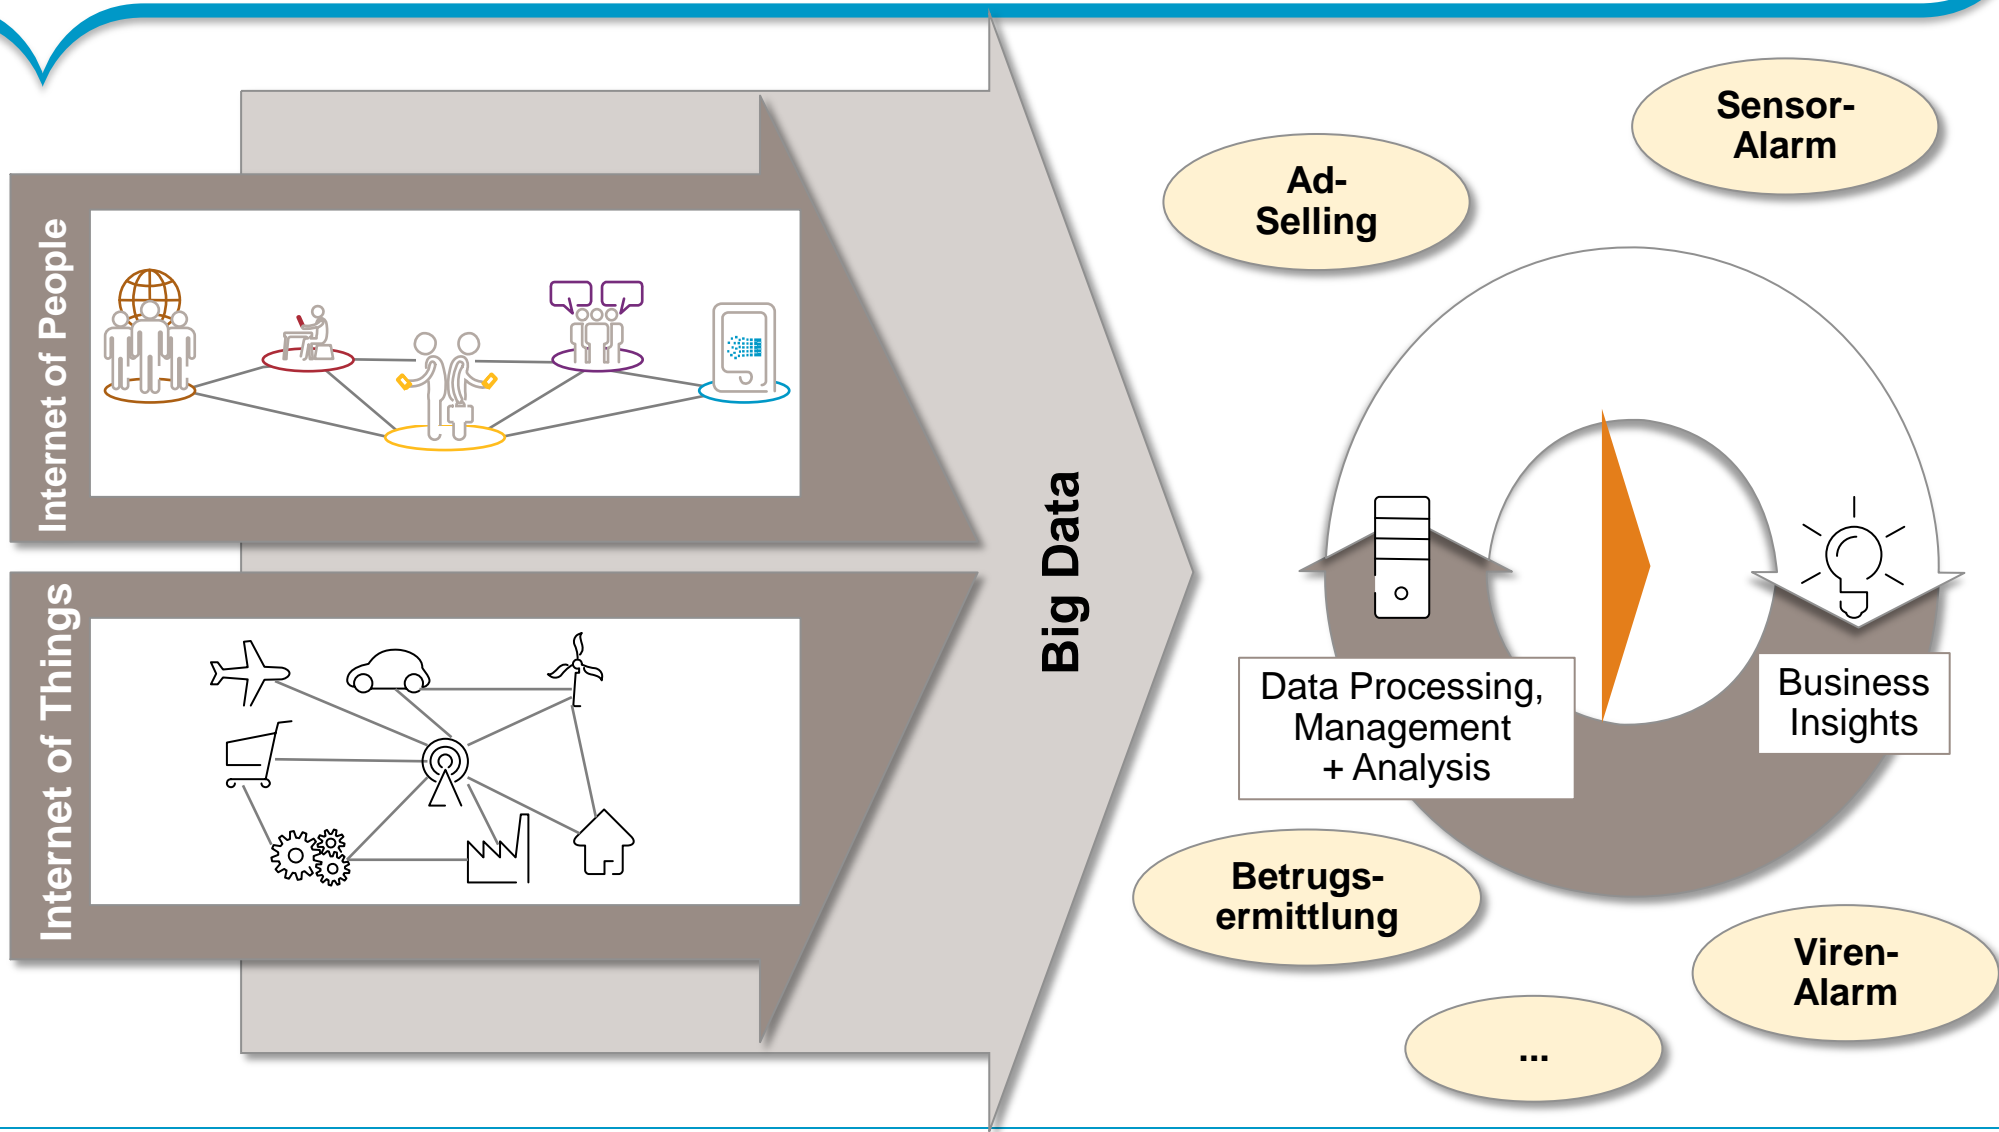 Internet of People
Internet of Things
Big Data
Ad-
Selling
Sensor-
Alarm
Data Processing,
Management
+ Analysis
Business
Insights
Betrugs-
ermittlung
Viren-
Alarm
...